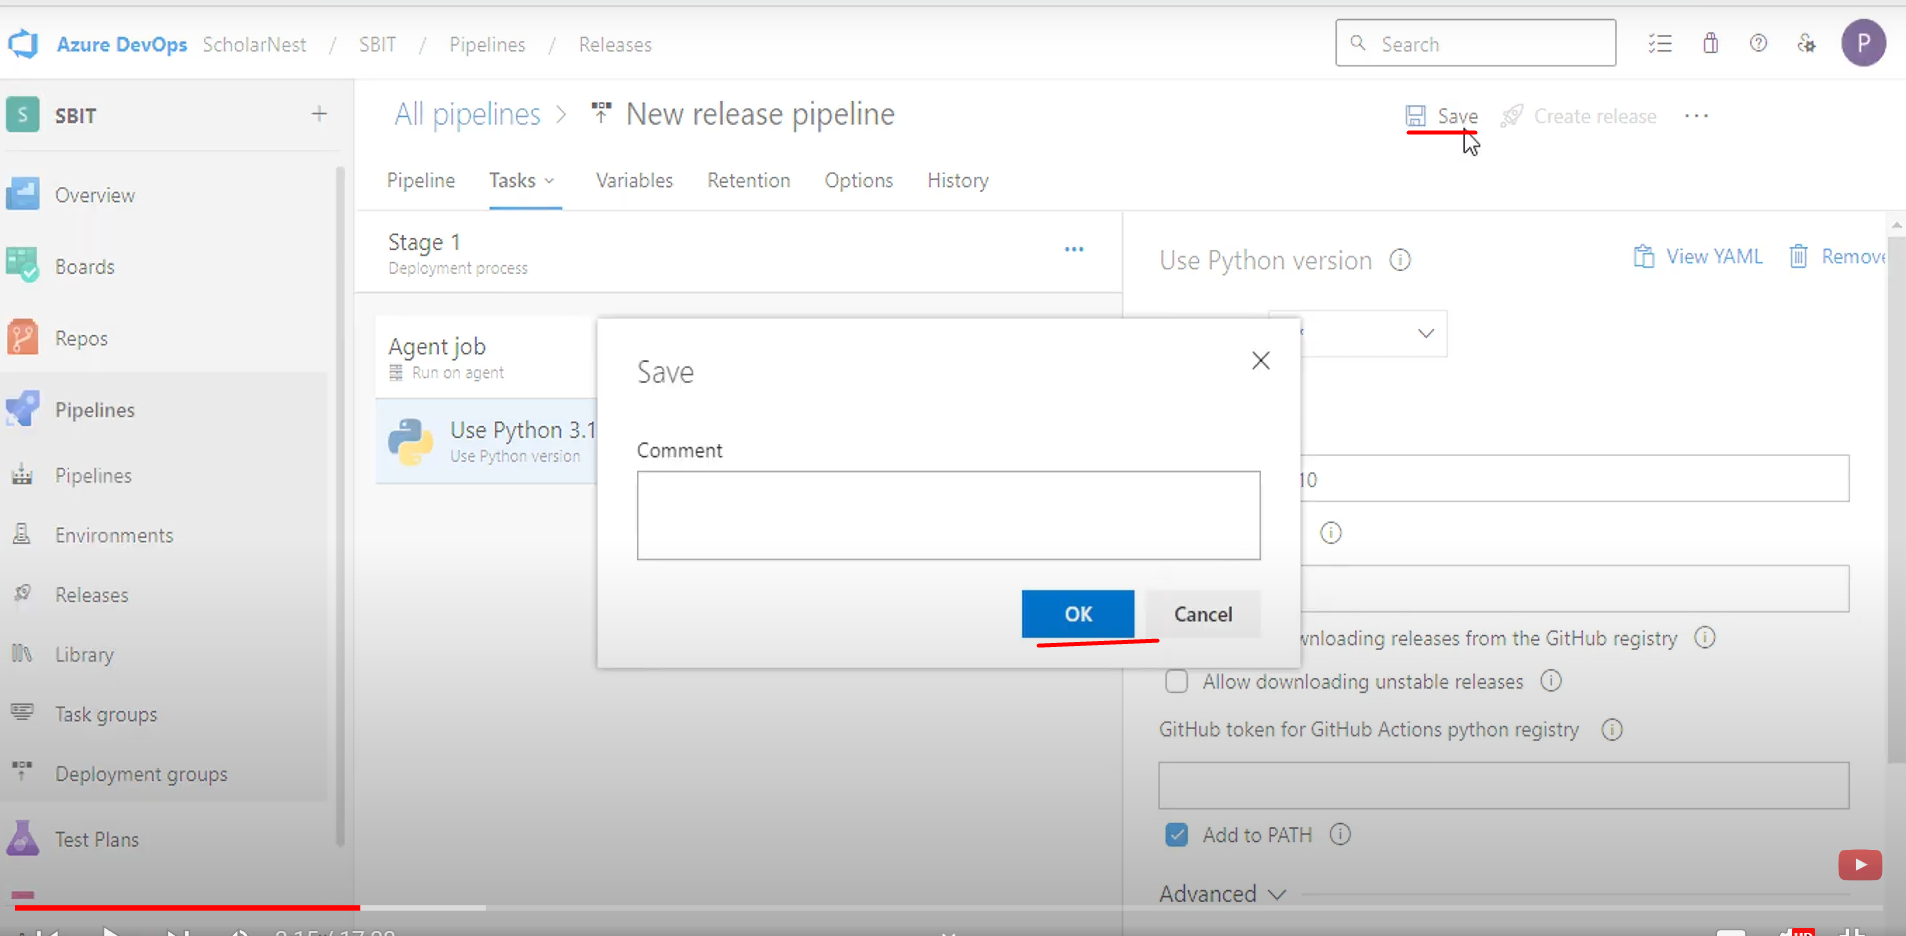 Azure DevOps ScholarNest / SBIT / Pipelines / Releases
Search
P
S SBIT +
All pipelines > New release pipeline
Save Create release ...
Overview
Boards
Repos
Pipelines
Pipelines
Environments
Releases
Library
Task groups
Deployment groups
Test Plans
Pipeline Tasks Variables Retention Options History
Stage 1 ...
Deployment process
Agent job
Run on agent
Use Python 3.1
Use Python version
Use Python version
View YAML Remove
Save
Comment
OK Cancel
10
wnloading releases from the GitHub registry
Allow downloading unstable releases
GitHub token for GitHub Actions python registry
Add to PATH
Advanced